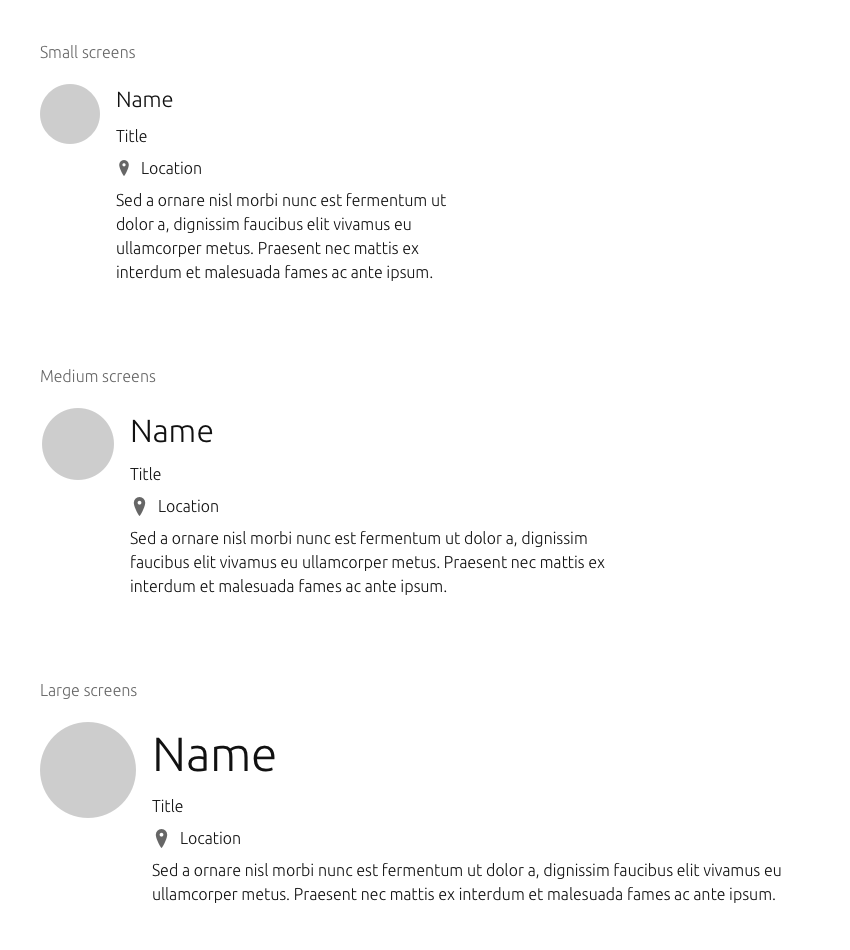 Small screens
Name
Title
Location
Sed a ornare nisl morbi nunc est fermentum ut
dolor a, dignissim faucibus elit vivamus eu
ullamcorper metus. Praesent nec mattis ex
interdum et malesuada fames ac ante ipsum.
Medium screens
Name
Title
Location
Sed a ornare nisl morbi nunc est fermentum ut dolor a, dignissim
faucibus elit vivamus eu ullamcorper metus. Praesent nec mattis ex
interdum et malesuada fames ac ante ipsum.
Large screens
Name
Title
Location
Sed a ornare nisl morbi nunc est fermentum ut dolor a, dignissim faucibus elit vivamus eu
ullamcorper metus. Praesent nec mattis ex interdum et malesuada fames ac ante ipsum.